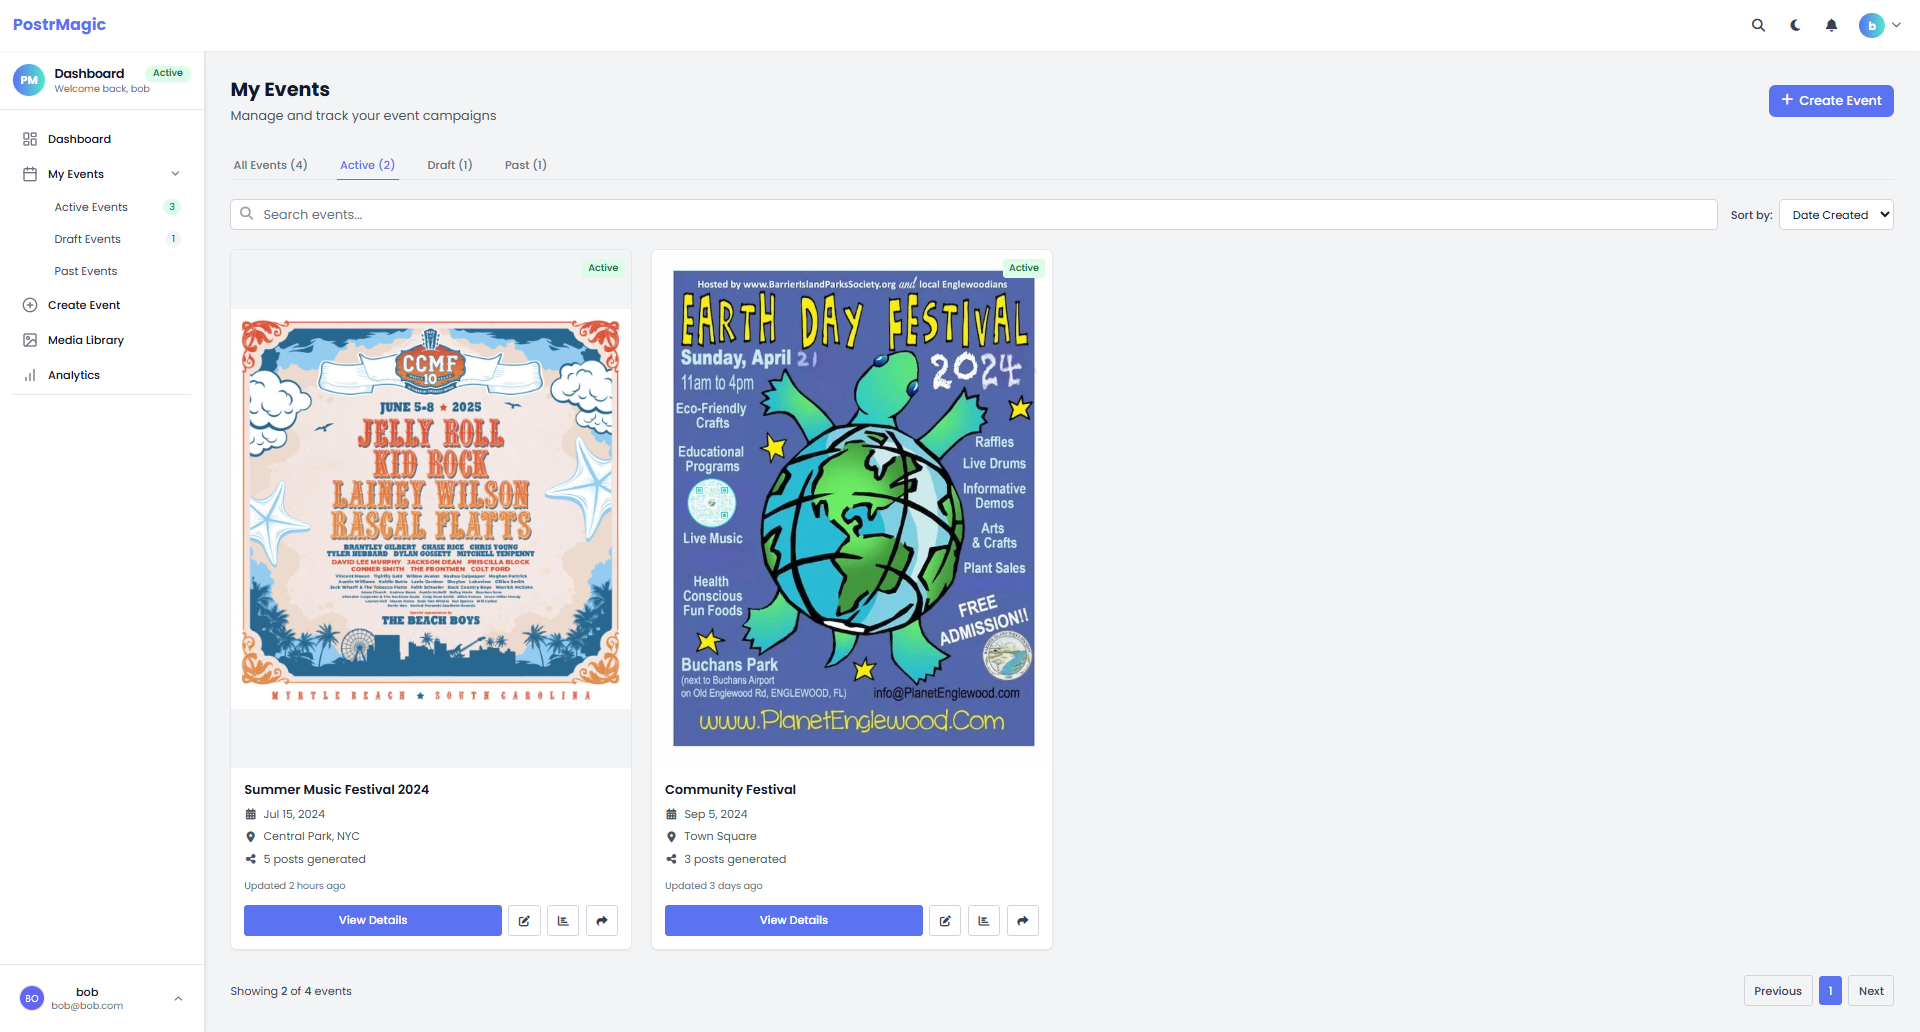 PostrMagic
b
PM
Dashboard
Active
Welcome back, bob
Dashboard
My Events
Active Events
3
Draft Events
1
Past Events
Create Event
Media Library
Analytics
BO
bob
bob@bob.com
My Events
Manage and track your event campaigns
Create Event
All Events (4)
Active (2)
Draft (1)
Past (1)
Search events...
Sort by:
Date Created
Active
CCMF
10
JUNE 5-8 ★ 2025
JELLY ROLL
KID ROCK
LAINEY WILSON
RASCAL FLATTS
BRANTLEY GILBERT CHASE RICE CHRIS YOUNG
TYLER HUBBARD DYLAN GOSSETT MITCHELL TENPENNY
DAVID LEE MURPHY JACKSON DEAN PRISCILLA BLOCK
CONNER SMITH THE FRONTMEN COLT FORD
THE BEACH BOYS
MYRTLE BEACH ★ SOUTH CAROLINA
Summer Music Festival 2024
Jul 15, 2024
Central Park, NYC
5 posts generated
Updated 2 hours ago
View Details
Active
Hosted by www.BarrierIslandParksSociety.org and local Englewoodians
EARTH DAY FESTIVAL
Sunday, April 21
2024
11am to 4pm
Eco-Friendly
Crafts
Educational
Programs
Live Music
Health
Conscious
Fun Foods
Raffles
Live Drums
Informative
Demos
Arts
& Crafts
Plant Sales
FREE
ADMISSION!!
Buchans Park
(next to Buchans Airport
on Old Englewood Rd, ENGLEWOOD, FL)
info@PlanetEnglewood.com
www.PlanetEnglewood.Com
Community Festival
Sep 5, 2024
Town Square
3 posts generated
Updated 3 days ago
View Details
Showing 2 of 4 events
Previous
1
Next